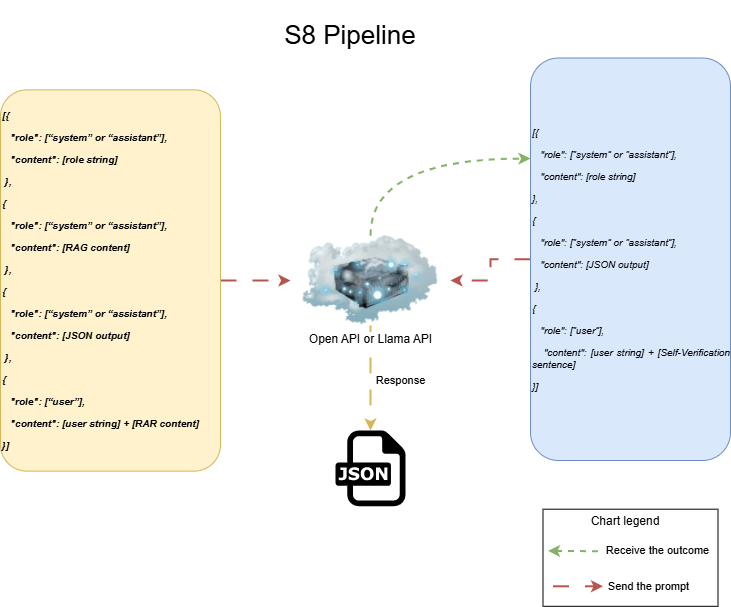 S8 Pipeline
[{
"role": [“system” or “assistant”],
"content": [role string]
},
{
"role": [“system” or “assistant”],
"content": [RAG content]
},
{
"role": [“system” or “assistant”],
"content": [JSON output]
},
{
"role": [“user”],
"content": [user string] + [RAR content]
}]
Open API or Llama API
Response
JSON
[{
"role": ["system" or "assistant"],
"content": [role string]
},
{
"role": ["system" or "assistant"],
"content": [JSON output]
},
{
"role": ["user"],
"content": [user string] + [Self-Verification
sentence]
}]
Chart legend
Receive the outcome
Send the prompt